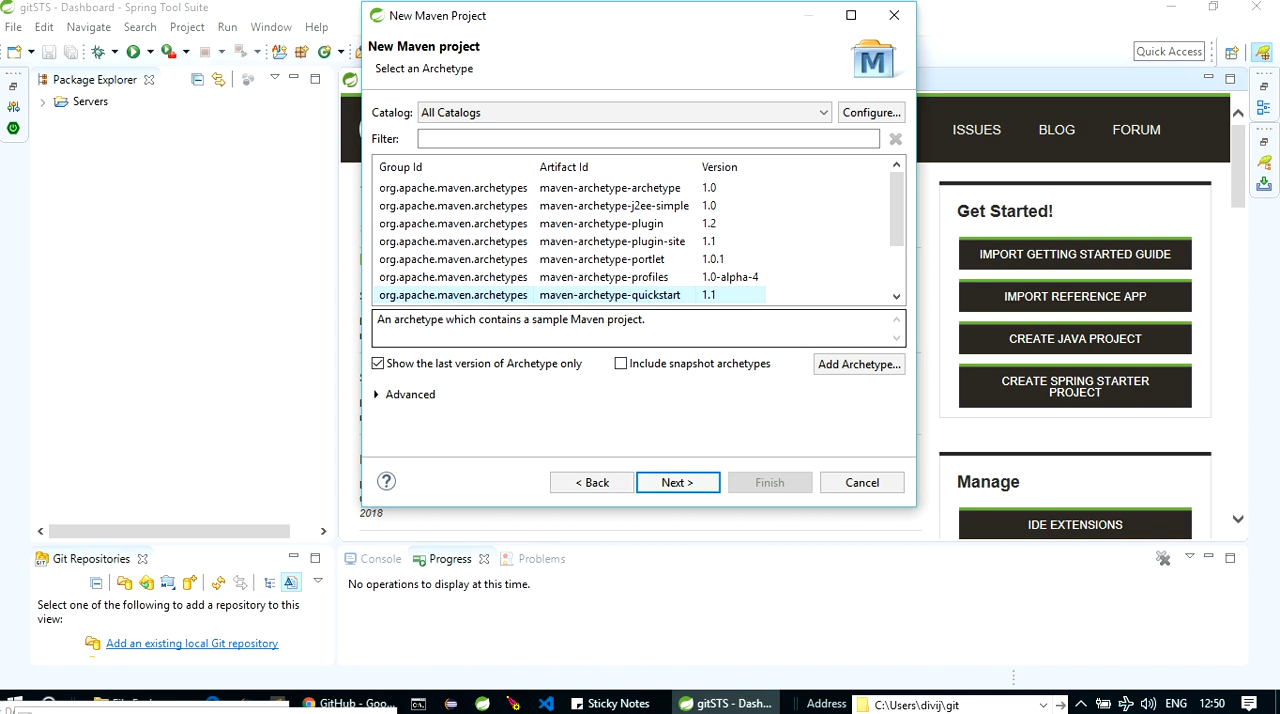 gitSTS - Dashboard - Spring Tool Suite
File Edit Navigate Search Project Run Window Help
Quick Access
Package Explorer
Servers
New Maven Project
New Maven project
Select an Archetype
M
Catalog: All Catalogs Configure...
Filter:
Group Id Artifact Id Version
org.apache.maven.archetypes maven-archetype-archetype 1.0
org.apache.maven.archetypes maven-archetype-j2ee-simple 1.0
org.apache.maven.archetypes maven-archetype-plugin 1.2
org.apache.maven.archetypes maven-archetype-plugin-site 1.1
org.apache.maven.archetypes maven-archetype-portlet 1.0.1
org.apache.maven.archetypes maven-archetype-profiles 1.0-alpha-4
org.apache.maven.archetypes maven-archetype-quickstart 1.1
An archetype which contains a sample Maven project.
Show the last version of Archetype only Include snapshot archetypes Add Archetype...
Advanced
< Back Next > Finish Cancel
2018
ISSUES BLOG FORUM
Get Started!
IMPORT GETTING STARTED GUIDE
IMPORT REFERENCE APP
CREATE JAVA PROJECT
CREATE SPRING STARTER
PROJECT
Manage
IDE EXTENSIONS
Git Repositories
Select one of the following to add a repository to this
view:
Add an existing local Git repository
Console Progress Problems
No operations to display at this time.
GitHub - Goo... Sticky Notes gitSTS - Dash... Address C:\Users\divij\git ENG 12:50